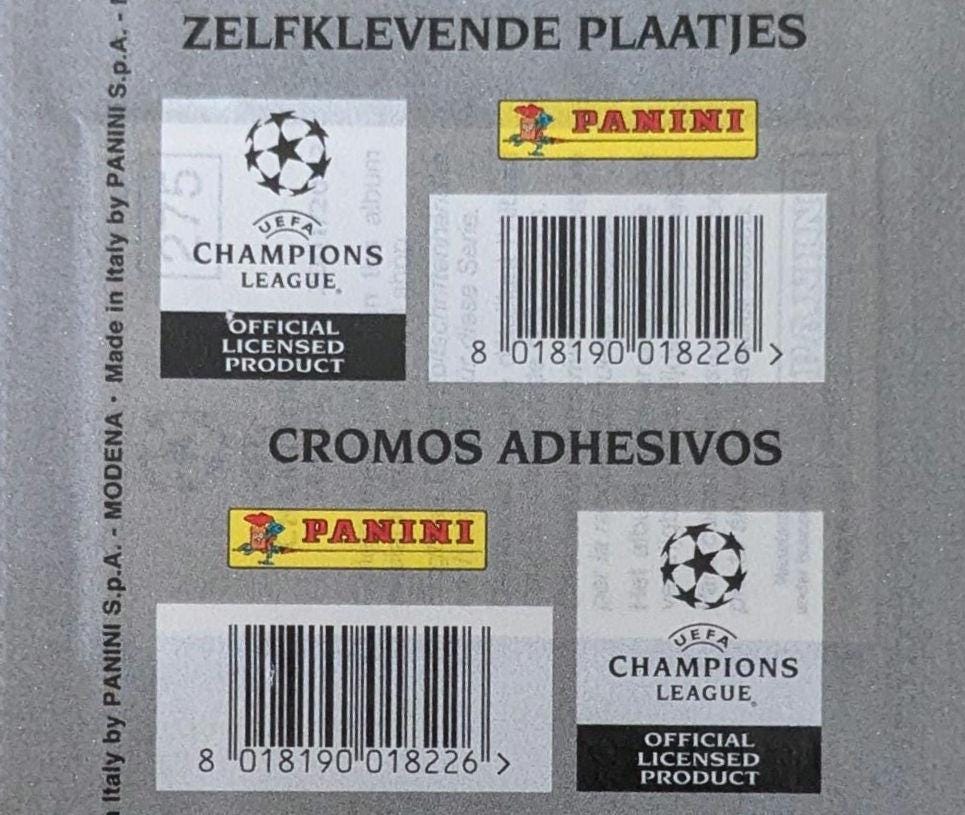 ZELFKLEVENDE PLAATJES
UEFA
CHAMPIONS
LEAGUE
OFFICIAL
LICENSED
PRODUCT
PANINI
8 018190 018226 >
CROMOS ADHESIVOS
PANINI
8 018190 018226 >
UEFA
CHAMPIONS
LEAGUE
OFFICIAL
LICENSED
PRODUCT
Italy by PANINI S.p.A. - MODENA · Made in Italy by PANINI S.p.A. -